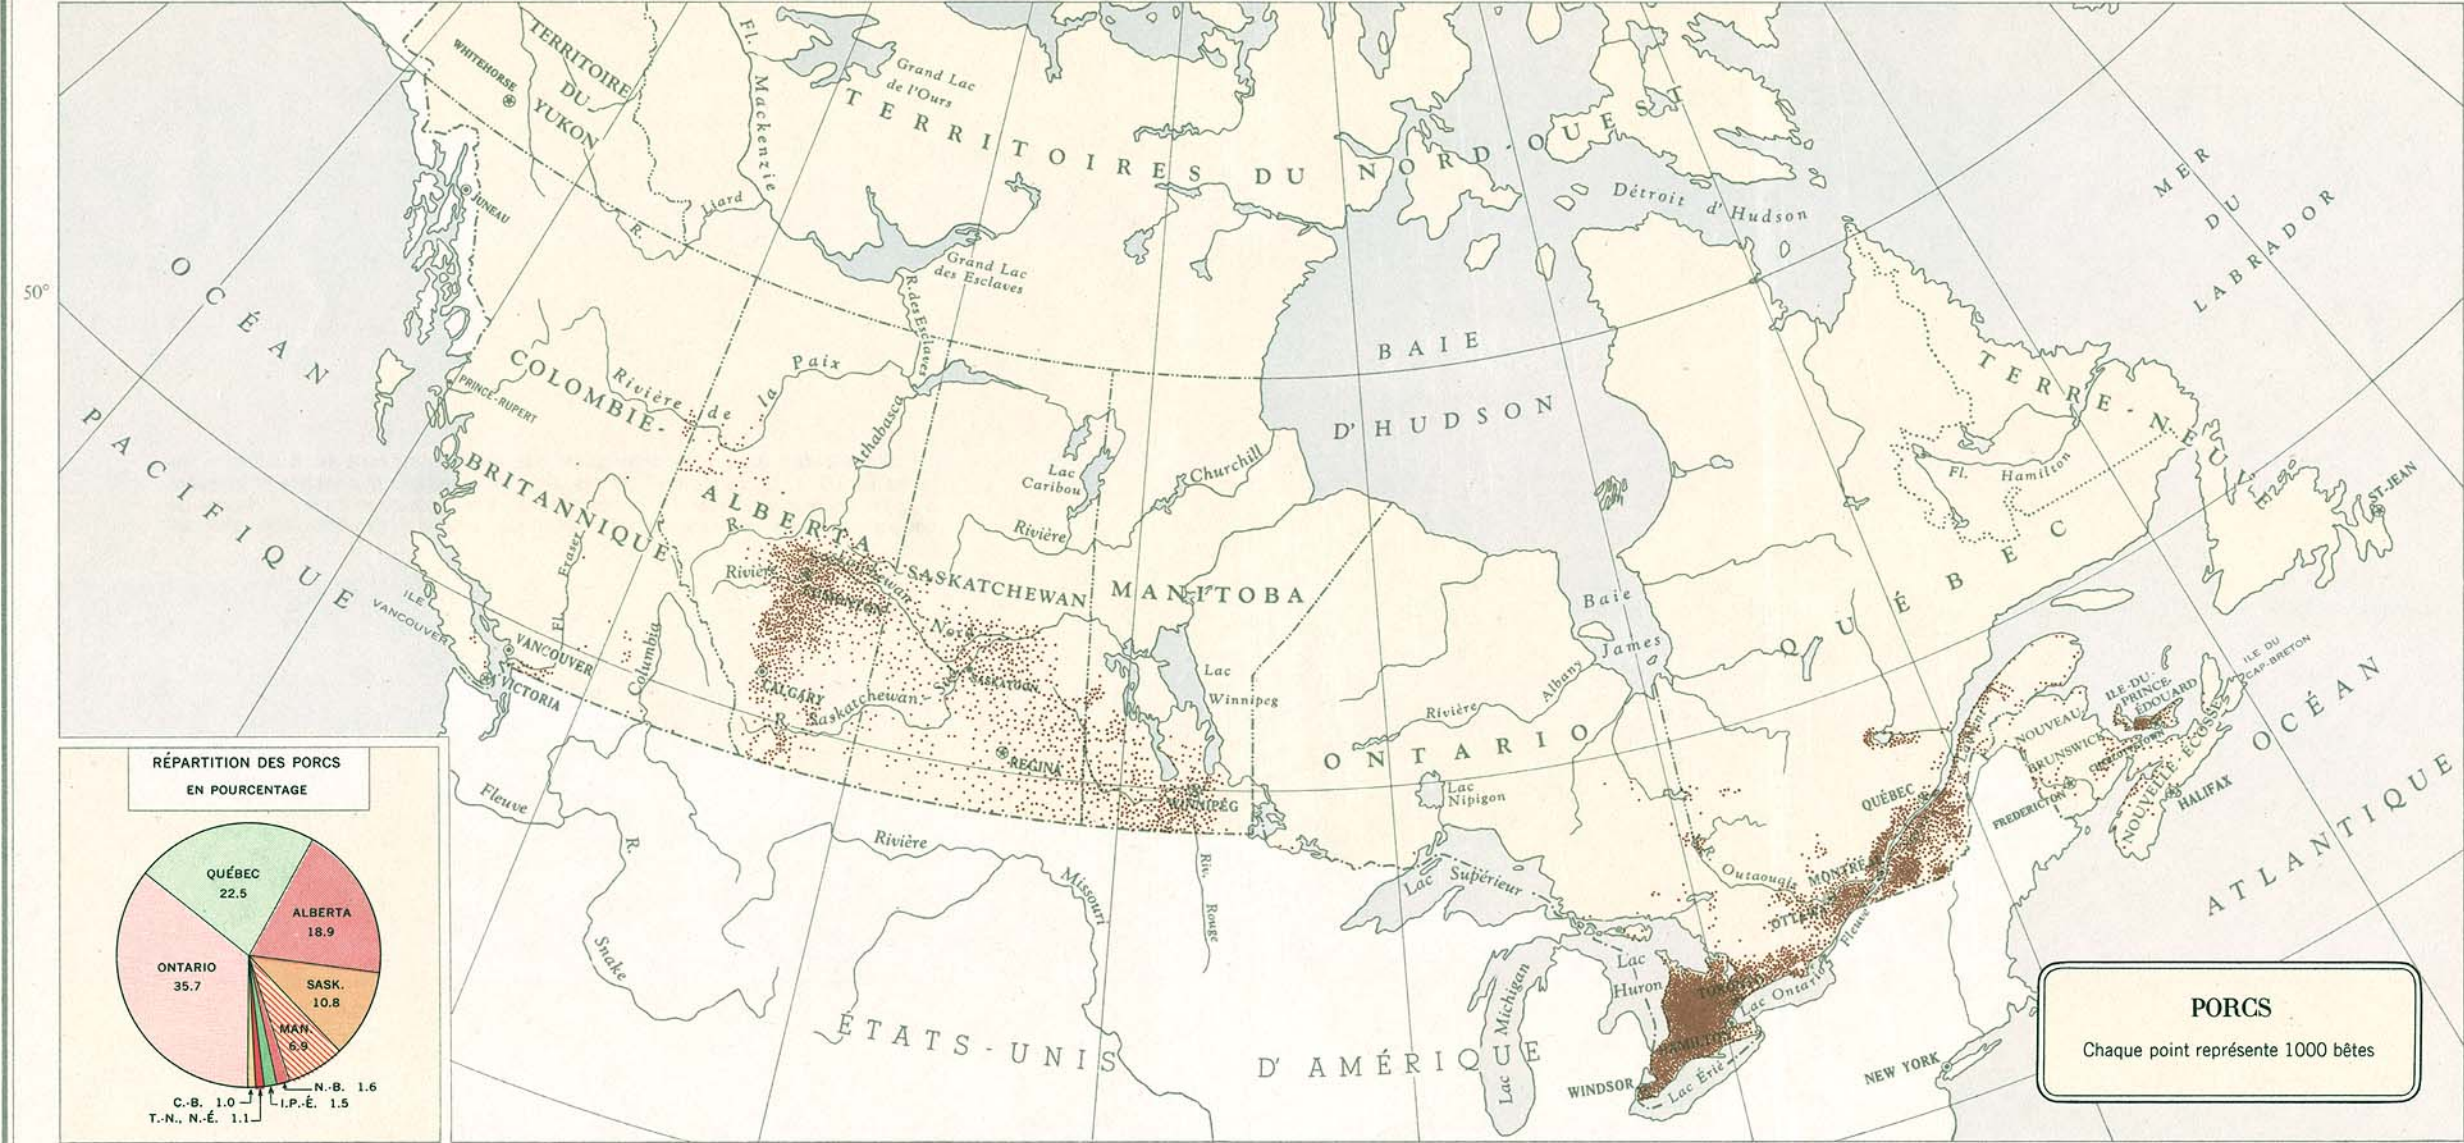 WHITEHORSE
TERRITOIRE
DU
YUKON
Fl. Mackenzie
Grand Lac
de l'Ours
TERRITOIRES DU NORD-OUEST
Détroit d'Hudson
MER
DU
LABRADOR
JUNEAU
R. Liard
Grand Lac
des Esclaves
R. des Esclaves
50°
OCÉAN
PACIFIQUE
PRINCE-RUPERT
COLOMBIE-
BRITANNIQUE
Rivière de la Paix
Athabasca
R.
ALBERTA
Lac
Caribou
Rivière Churchill
BAIE
D'HUDSON
TERRE-NEUVE
Fl. Hamilton
ST-JEAN
QUÉBEC
Fl. Fraser
Columbia
ILE
VANCOUVER
VANCOUVER
VICTORIA
Rivière Saskatchewan Nord
EDMONTON
CALGARY
R. Saskatchewan-Sud
SASKATCHEWAN
SASKATOON
REGINA
MANITOBA
Lac
Winnipeg
WINNIPEG
Baie
James
Rivière Albany
ONTARIO
Lac
Nipigon
Lac Supérieur
R. Outaouais
QUÉBEC
MONTRÉAL
OTTAWA
Fleuve
St-Laurent
ILE-DU-
PRINCE-
ÉDOUARD
CHARLOTTETOWN
NOUVEAU
BRUNSWICK
FREDERICTON
NOUVELLE-ÉCOSSE
HALIFAX
ILE DU
CAP-BRETON
OCÉAN
ATLANTIQUE
Fleuve
R. Snake
Rivière Missouri
Riv. Rouge
ÉTATS-UNIS D'AMÉRIQUE
Lac Michigan
Lac
Huron
TORONTO
Lac Ontario
HAMILTON
WINDSOR
Lac Érié
NEW YORK
RÉPARTITION DES PORCS
EN POURCENTAGE
QUÉBEC
22.5
ALBERTA
18.9
ONTARIO
35.7
SASK.
10.8
MAN.
6.9
N.-B. 1.6
C.-B. 1.0
I.P.-É. 1.5
T.-N., N.-É. 1.1
PORCS
Chaque point représente 1000 bêtes